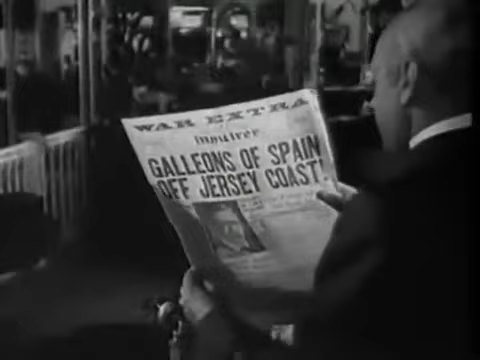 WAR EXTRA
Inquirer
GALLEONS OF SPAIN
OFF JERSEY COAST!